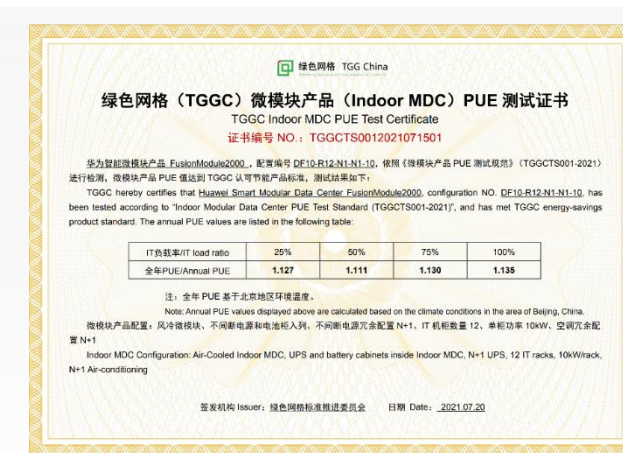 绿色网格 TGG China
绿色网格（TGGC）微模块产品（Indoor MDC）PUE 测试证书
TGGC Indoor MDC PUE Test Certificate
证书编号 NO.：TGGCTS0012021071501
华为智能微模块产品 FusionModule2000 ，配置编号 DF10-R12-N1-N1-10，依照《微模块产品 PUE 测试规范》（TGGCTS001-2021）
进行检测，微模块产品 PUE 值达到 TGGC 认可节能产品标准，测试结果如下：
TGGC hereby certifies that Huawei Smart Modular Data Center FusionModule2000, configuration NO. DF10-R12-N1-N1-10, has
been tested according to "Indoor Modular Data Center PUE Test Standard (TGGCTS001-2021)", and has met TGGC energy-savings
product standard. The annual PUE values are listed in the following table:
IT负载率/IT load ratio 25% 50% 75% 100%
全年PUE/Annual PUE 1.127 1.111 1.130 1.135
注：全年 PUE 基于北京地区环境温度。
Note: Annual PUE values displayed above are calculated based on the climate conditions in the area of Beijing, China.
微模块产品配置：风冷微模块、不间断电源和电池柜入列、不间断电源冗余配置 N+1、IT 机柜数量 12、单柜功率 10kW、空调冗余配
置 N+1
Indoor MDC Configuration: Air-Cooled Indoor MDC, UPS and battery cabinets inside Indoor MDC, N+1 UPS, 12 IT racks, 10kW/rack,
N+1 Air-conditioning
签发机构 Issuer：绿色网格标准推进委员会 日期 Date：2021.07.20